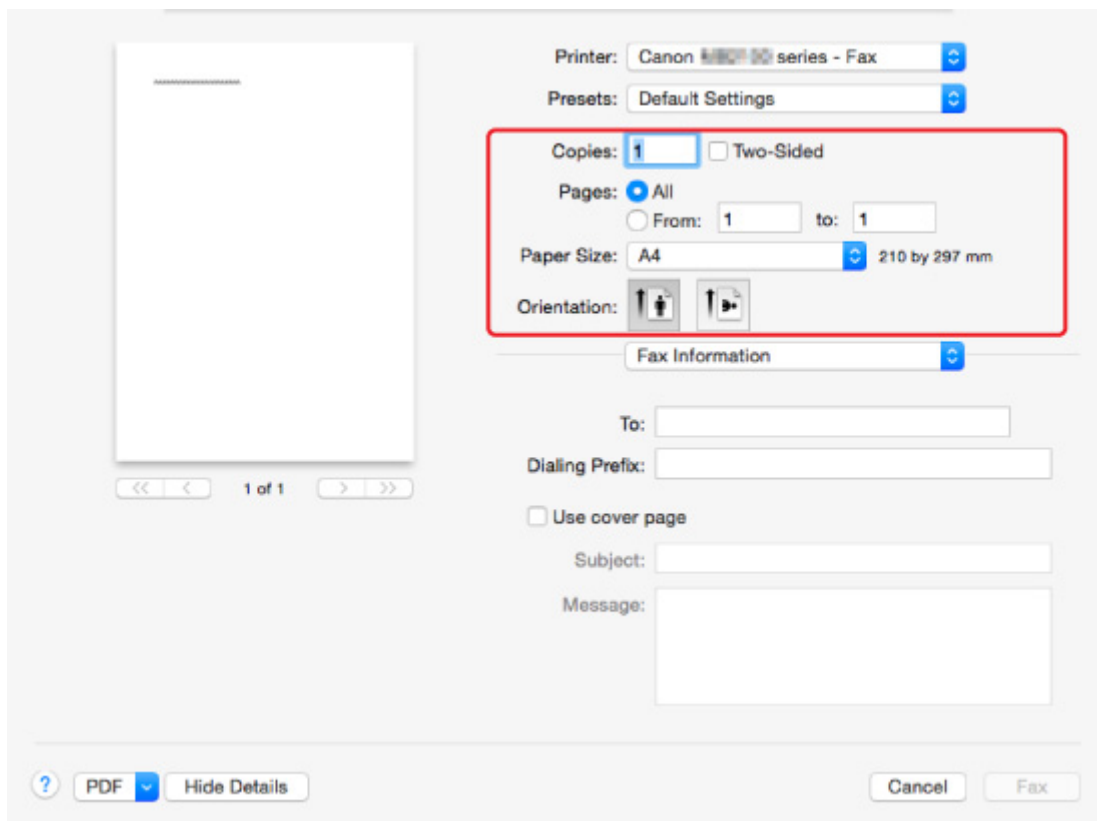 Printer: Canon series - Fax
Presets: Default Settings
Copies: 1 Two-Sided
Pages: All
From: 1 to: 1
Paper Size: A4 210 by 297 mm
Orientation:
Fax Information
To:
Dialing Prefix:
1 of 1
Use cover page
Subject:
Message:
? PDF Hide Details Cancel Fax